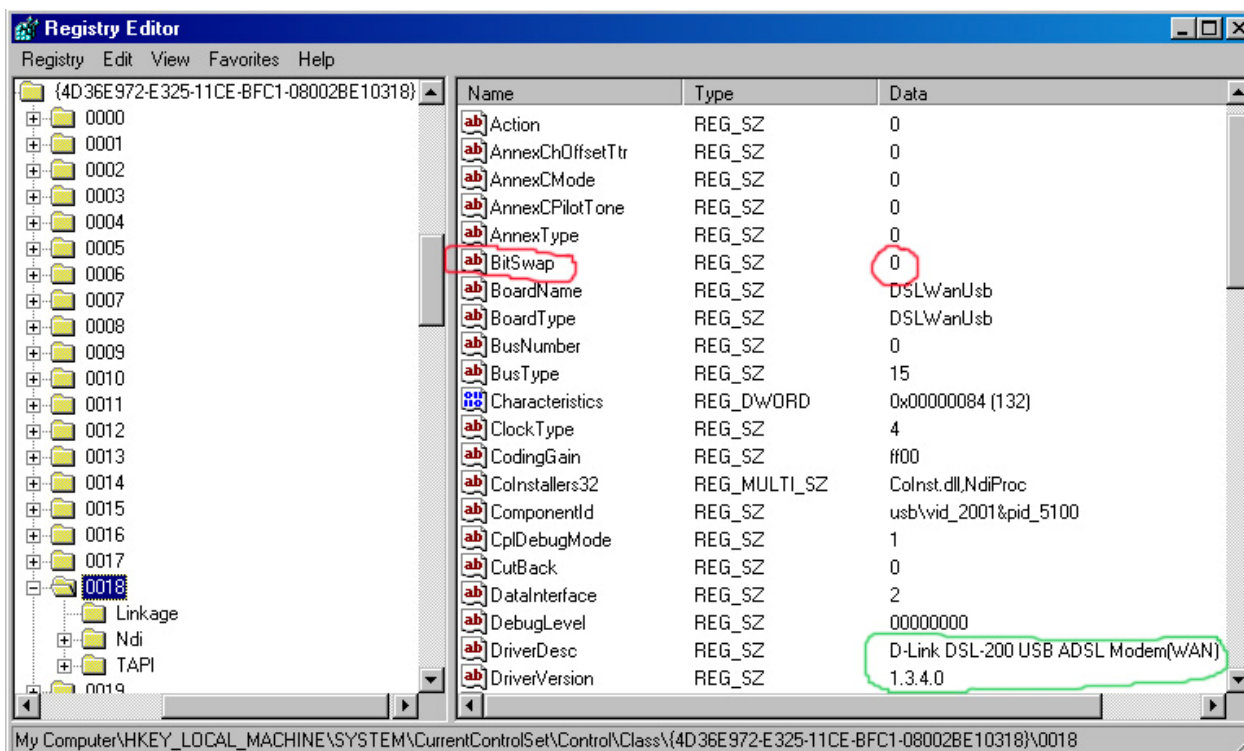 Registry Editor
Registry Edit View Favorites Help
{4D36E972-E325-11CE-BFC1-08002BE10318}
0000
0001
0002
0003
0004
0005
0006
0007
0008
0009
0010
0011
0012
0013
0014
0015
0016
0017
0018
Linkage
Ndi
TAPI
0019
Name Type Data
Action REG_SZ 0
AnnexChOffsetTtr REG_SZ 0
AnnexCMode REG_SZ 0
AnnexCPilotTone REG_SZ 0
AnnexType REG_SZ 0
BitSwap REG_SZ 0
BoardName REG_SZ DSLWanUsb
BoardType REG_SZ DSLWanUsb
BusNumber REG_SZ 0
BusType REG_SZ 15
Characteristics REG_DWORD 0x00000084 (132)
ClockType REG_SZ 4
CodingGain REG_SZ ff00
CoInstallers32 REG_MULTI_SZ CoInst.dll,NdiProc
ComponentId REG_SZ usb\vid_2001&pid_5100
CplDebugMode REG_SZ 1
CutBack REG_SZ 0
DataInterface REG_SZ 2
DebugLevel REG_SZ 00000000
DriverDesc REG_SZ D-Link DSL-200 USB ADSL Modem(WAN)
DriverVersion REG_SZ 1.3.4.0
My Computer\HKEY_LOCAL_MACHINE\SYSTEM\CurrentControlSet\Control\Class\{4D36E972-E325-11CE-BFC1-08002BE10318}\0018